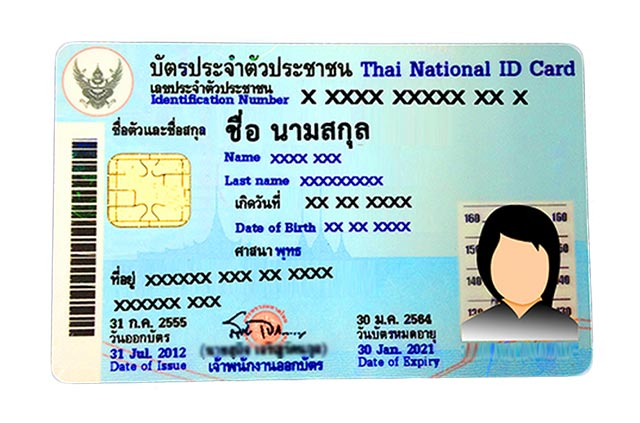 บัตรประจำตัวประชาชน Thai National ID Card
เลขประจำตัวประชาชน
Identification Number X XXXX XXXXX XX X
ชื่อตัวและชื่อสกุล ชื่อ นามสกุล
Name XXXX XXX
Last name XXXXXXXXXX
เกิดวันที่ XX XX XXXX
Date of Birth XX XX XXXX
ศาสนา พุทธ
ที่อยู่ XXXXXXX XXX XX XXXX
XXXXXXX XXX
31 ก.ค. 2555
วันออกบัตร
31 Jul. 2012
Date of Issue
เจ้าพนักงานออกบัตร
30 ม.ค. 2564
วันบัตรหมดอายุ
30 Jan. 2021
Date of Expiry
160 160
150
140 140
130